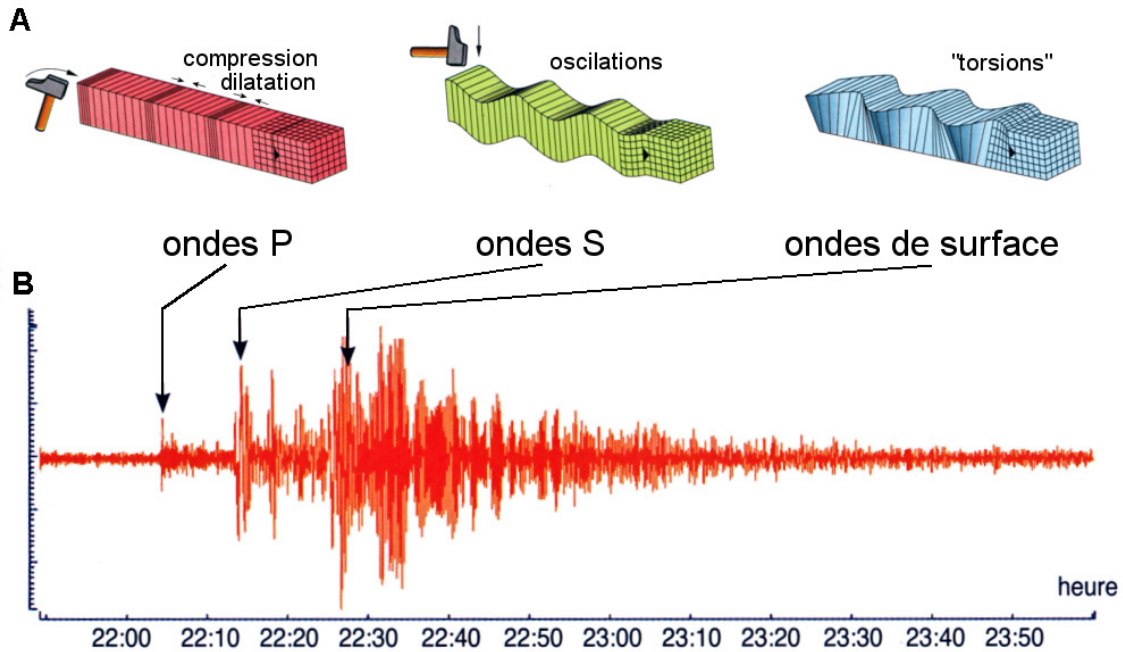 A
compression
dilatation
oscilations
"torsions"
ondes P
ondes S
ondes de surface
B
heure
22:00 22:10 22:20 22:30 22:40 22:50 23:00 23:10 23:20 23:30 23:40 23:50